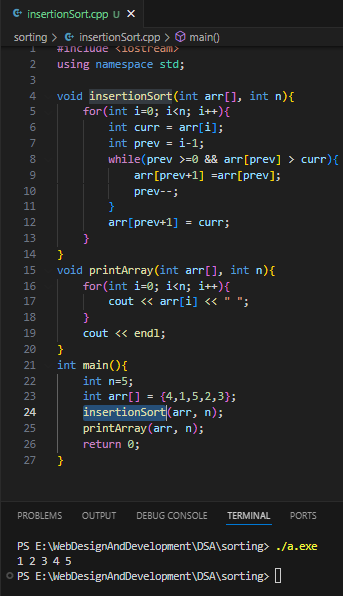 insertionSort.cpp U ×
sorting > insertionSort.cpp > main()
1 #include <iostream>
2 using namespace std;
3
4 void insertionSort(int arr[], int n){
5     for(int i=0; i<n; i++){
6         int curr = arr[i];
7         int prev = i-1;
8         while(prev >=0 && arr[prev] > curr){
9             arr[prev+1] =arr[prev];
10             prev--;
11         }
12         arr[prev+1] = curr;
13     }
14 }
15 void printArray(int arr[], int n){
16     for(int i=0; i<n; i++){
17         cout << arr[i] << " ";
18     }
19     cout << endl;
20 }
21 int main(){
22     int n=5;
23     int arr[] = {4,1,5,2,3};
24     insertionSort(arr, n);
25     printArray(arr, n);
26     return 0;
27 }
PROBLEMS OUTPUT DEBUG CONSOLE TERMINAL PORTS
PS E:\WebDesignAndDevelopment\DSA\sorting> ./a.exe
1 2 3 4 5
PS E:\WebDesignAndDevelopment\DSA\sorting>